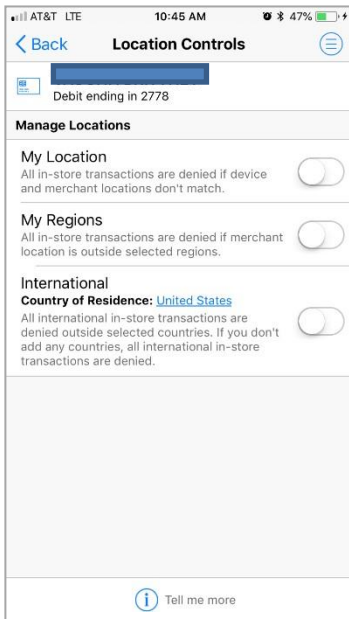 AT&T LTE 10:45 AM 47%
Back Location Controls
Debit ending in 2778
Manage Locations
My Location
All in-store transactions are denied if device
and merchant locations don't match.
My Regions
All in-store transactions are denied if merchant
location is outside selected regions.
International
Country of Residence: United States
All international in-store transactions are
denied outside selected countries. If you don't
add any countries, all international in-store
transactions are denied.
Tell me more